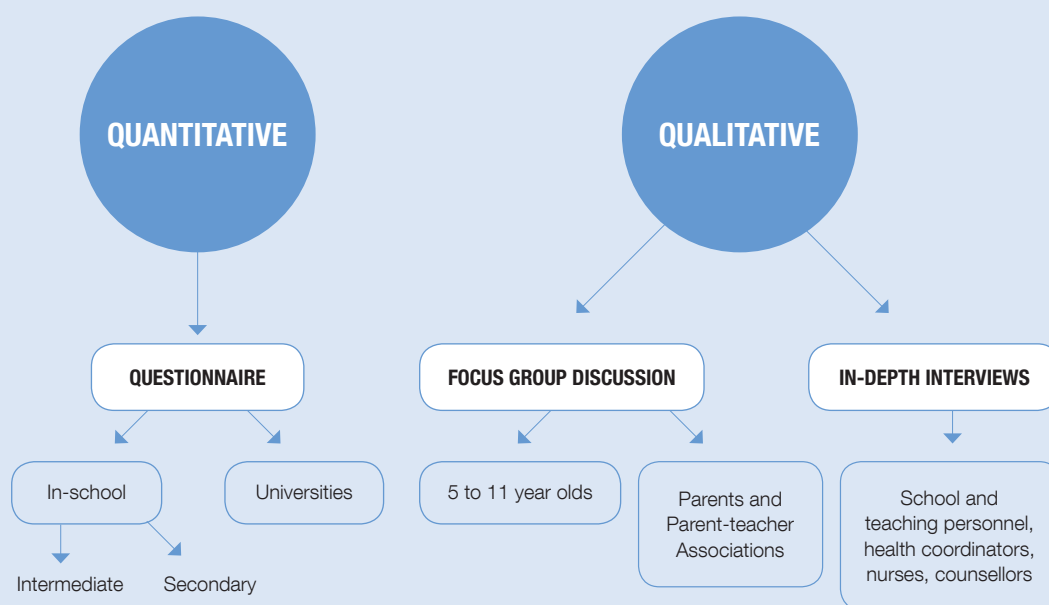 QUANTITATIVE
QUALITATIVE
QUESTIONNAIRE
FOCUS GROUP DISCUSSION
IN-DEPTH INTERVIEWS
In-school
Universities
5 to 11 year olds
Parents and
Parent-teacher
Associations
School and
teaching personnel,
health coordinators,
nurses, counsellors
Intermediate
Secondary